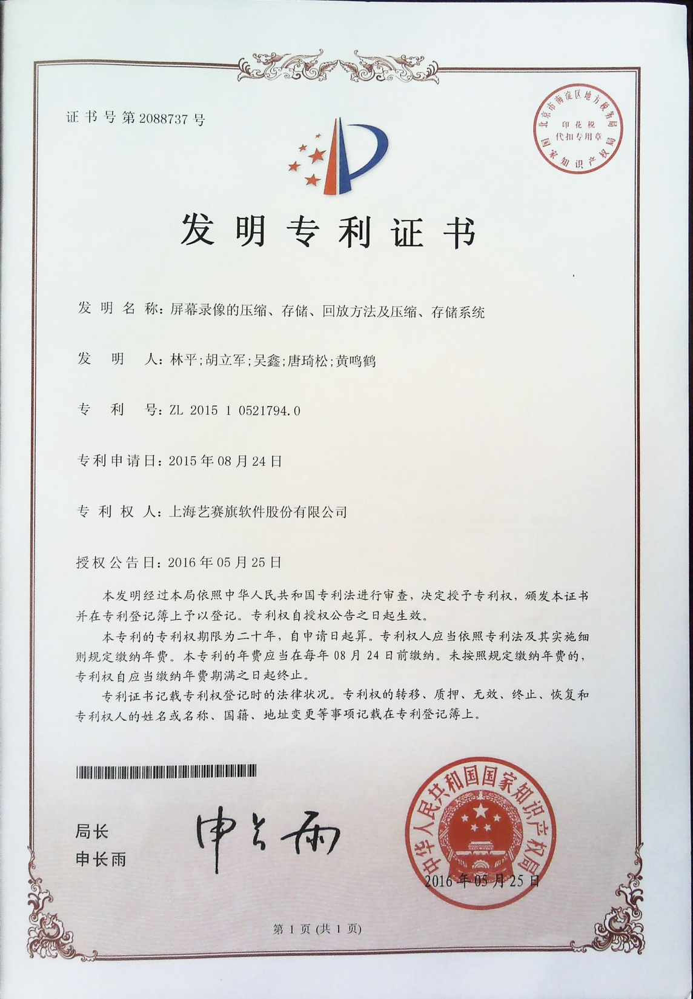 证书号第2088737号
北京市海淀区地方税务局
印花税
代扣专用章
国家知识产权局
发明专利证书
发明名称：屏幕录像的压缩、存储、回放方法及压缩、存储系统
发明人：林平;胡立军;吴鑫;唐琦松;黄鸣鹤
专利号：ZL 2015 1 0521794.0
专利申请日：2015年08月24日
专利权人：上海艺赛旗软件股份有限公司
授权公告日：2016年05月25日
本发明经过本局依照中华人民共和国专利法进行审查，决定授予专利权，颁发本证书
并在专利登记簿上予以登记。专利权自授权公告之日起生效。
本专利的专利权期限为二十年，自申请日起算。专利权人应当依照专利法及其实施细
则规定缴纳年费。本专利的年费应当在每年08月24日前缴纳。未按照规定缴纳年费的，
专利权自应当缴纳年费期满之日起终止。
专利证书记载专利权登记时的法律状况。专利权的转移、质押、无效、终止、恢复和
专利权人的姓名或名称、国籍、地址变更等事项记载在专利登记簿上。
局长
申长雨
申长雨
中华人民共和国国家知识产权局
2016年05月25日
第1页(共1页)